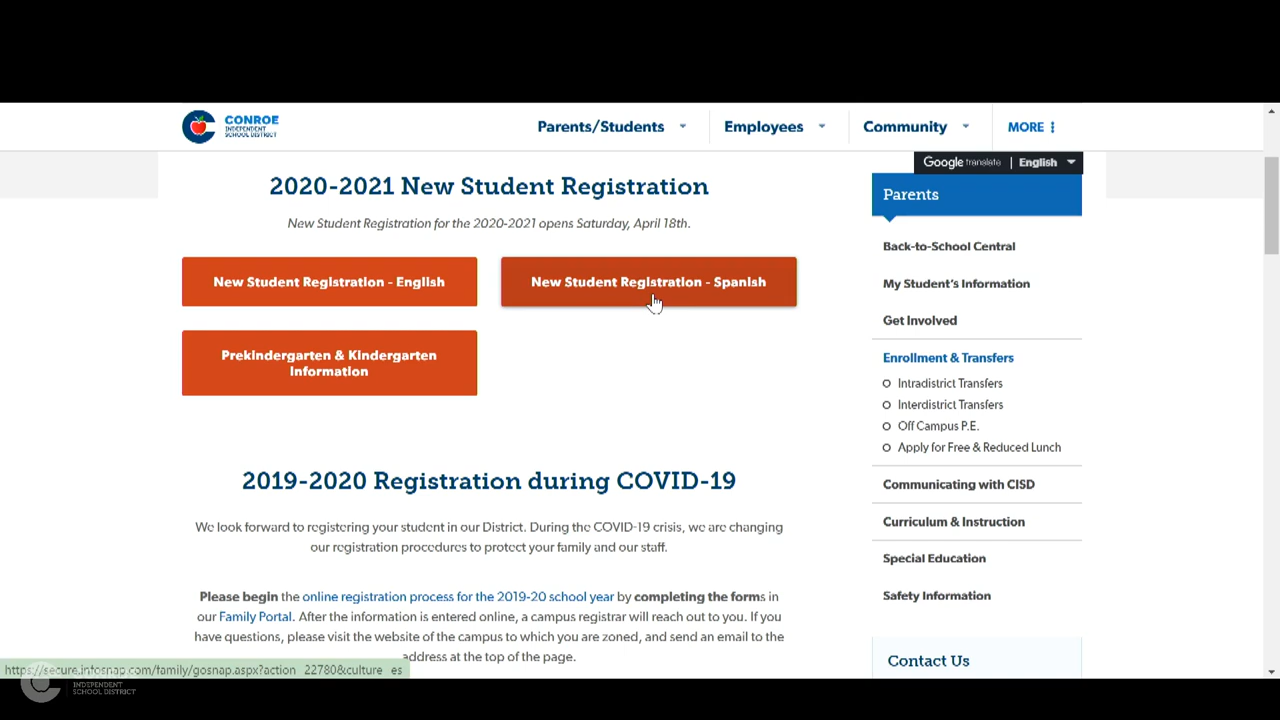 CONROE
INDEPENDENT
SCHOOL DISTRICT
Parents/Students
Employees
Community
MORE
Google translate | English
2020-2021 New Student Registration
New Student Registration for the 2020-2021 opens Saturday, April 18th.
New Student Registration - English
New Student Registration - Spanish
Prekindergarten & Kindergarten
Information
2019-2020 Registration during COVID-19
We look forward to registering your student in our District. During the COVID-19 crisis, we are changing
our registration procedures to protect your family and our staff.
Please begin the online registration process for the 2019-20 school year by completing the forms in
our Family Portal. After the information is entered online, a campus registrar will reach out to you. If you
have questions, please visit the website of the campus to which you are zoned, and send an email to the
address at the top of the page.
Parents
Back-to-School Central
My Student's Information
Get Involved
Enrollment & Transfers
Intradistrict Transfers
Interdistrict Transfers
Off Campus P.E.
Apply for Free & Reduced Lunch
Communicating with CISD
Curriculum & Instruction
Special Education
Safety Information
Contact Us
https://secure.infosnap.com/family/gosnap.aspx?action 22780&culture es
INDEPENDENT
SCHOOL DISTRICT